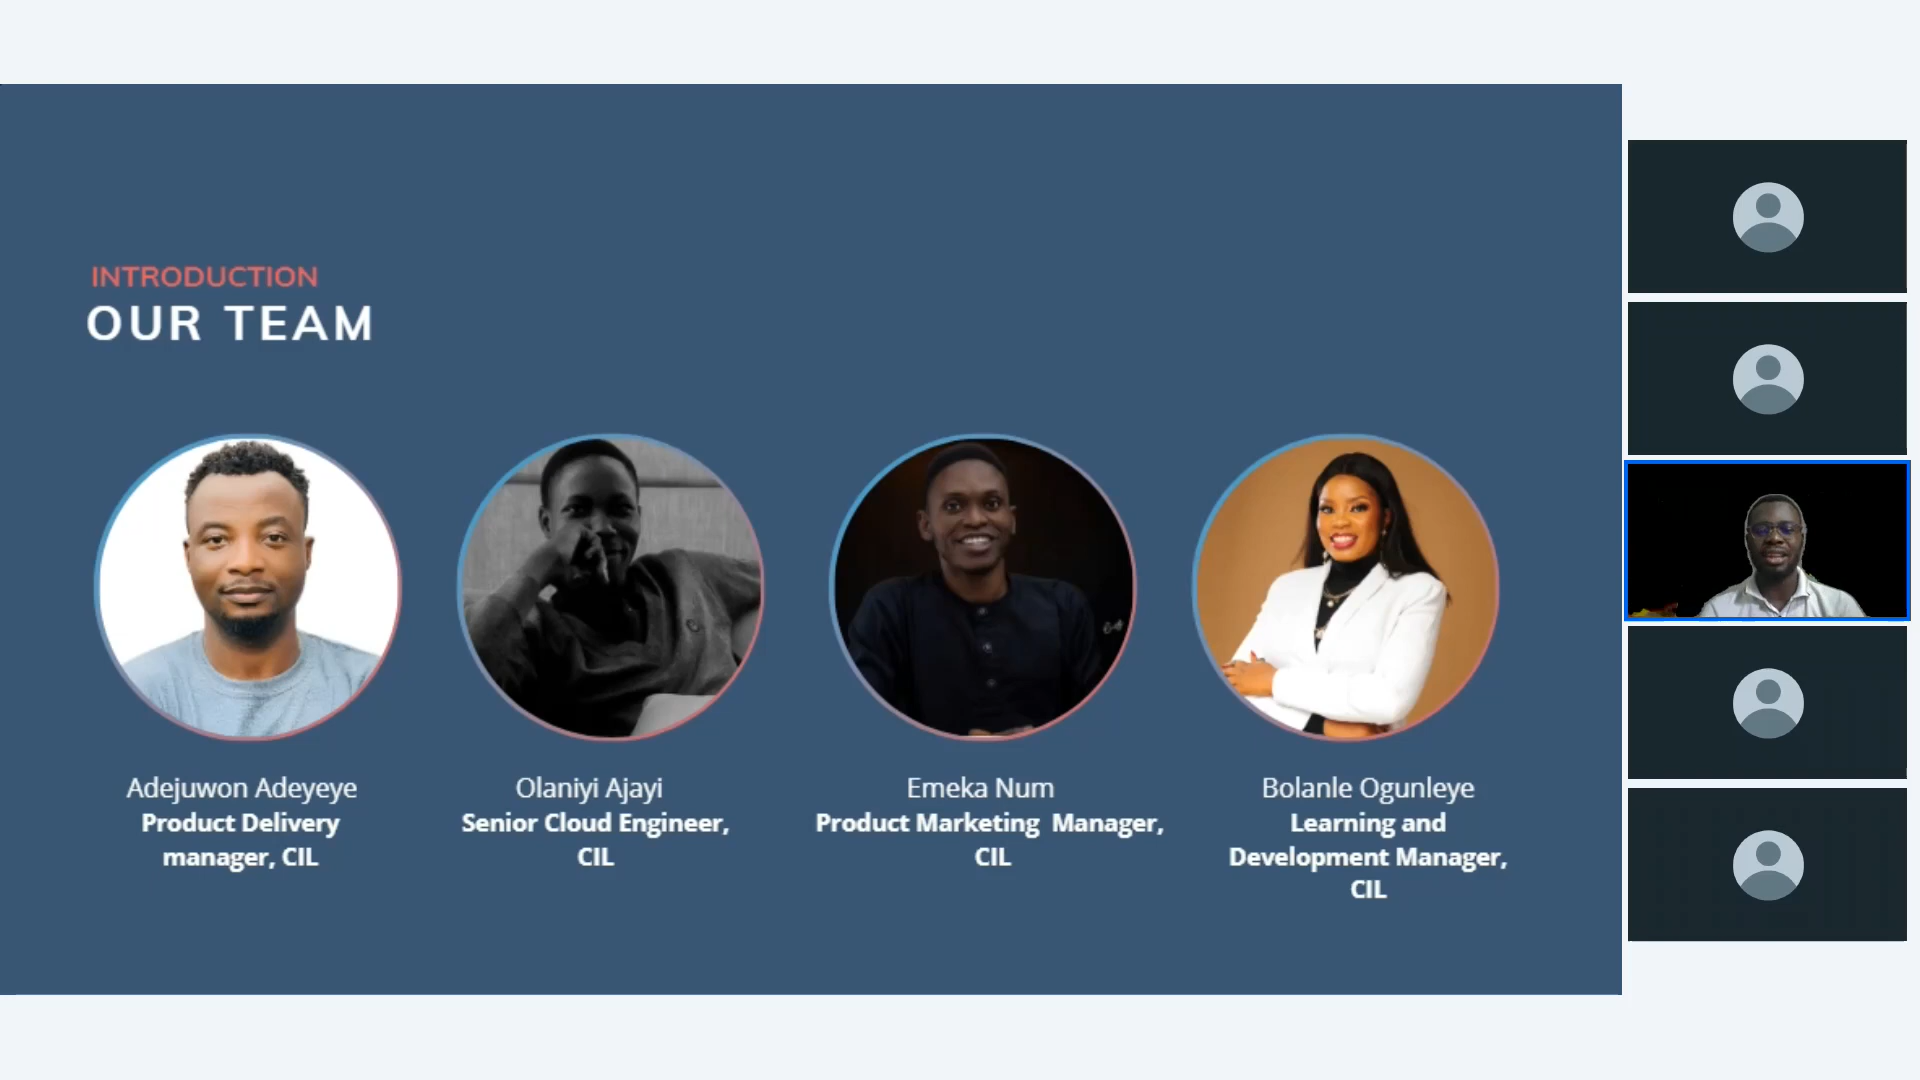 INTRODUCTION
OUR TEAM
Adejuwon Adeyeye
Product Delivery
manager, CIL
Olaniyi Ajayi
Senior Cloud Engineer,
CIL
Emeka Num
Product Marketing  Manager,
CIL
Bolanle Ogunleye
Learning and
Development Manager,
CIL